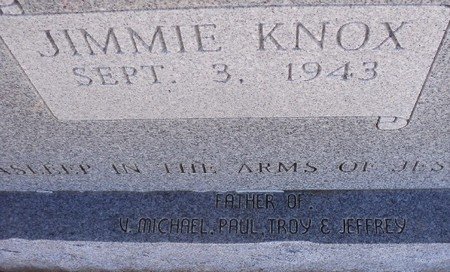 JIMMIE KNOX
SEPT. 3, 1943
ASLEEP IN THE ARMS OF JES
FATHER OF:
V. MICHAEL, PAUL, TROY & JEFFREY